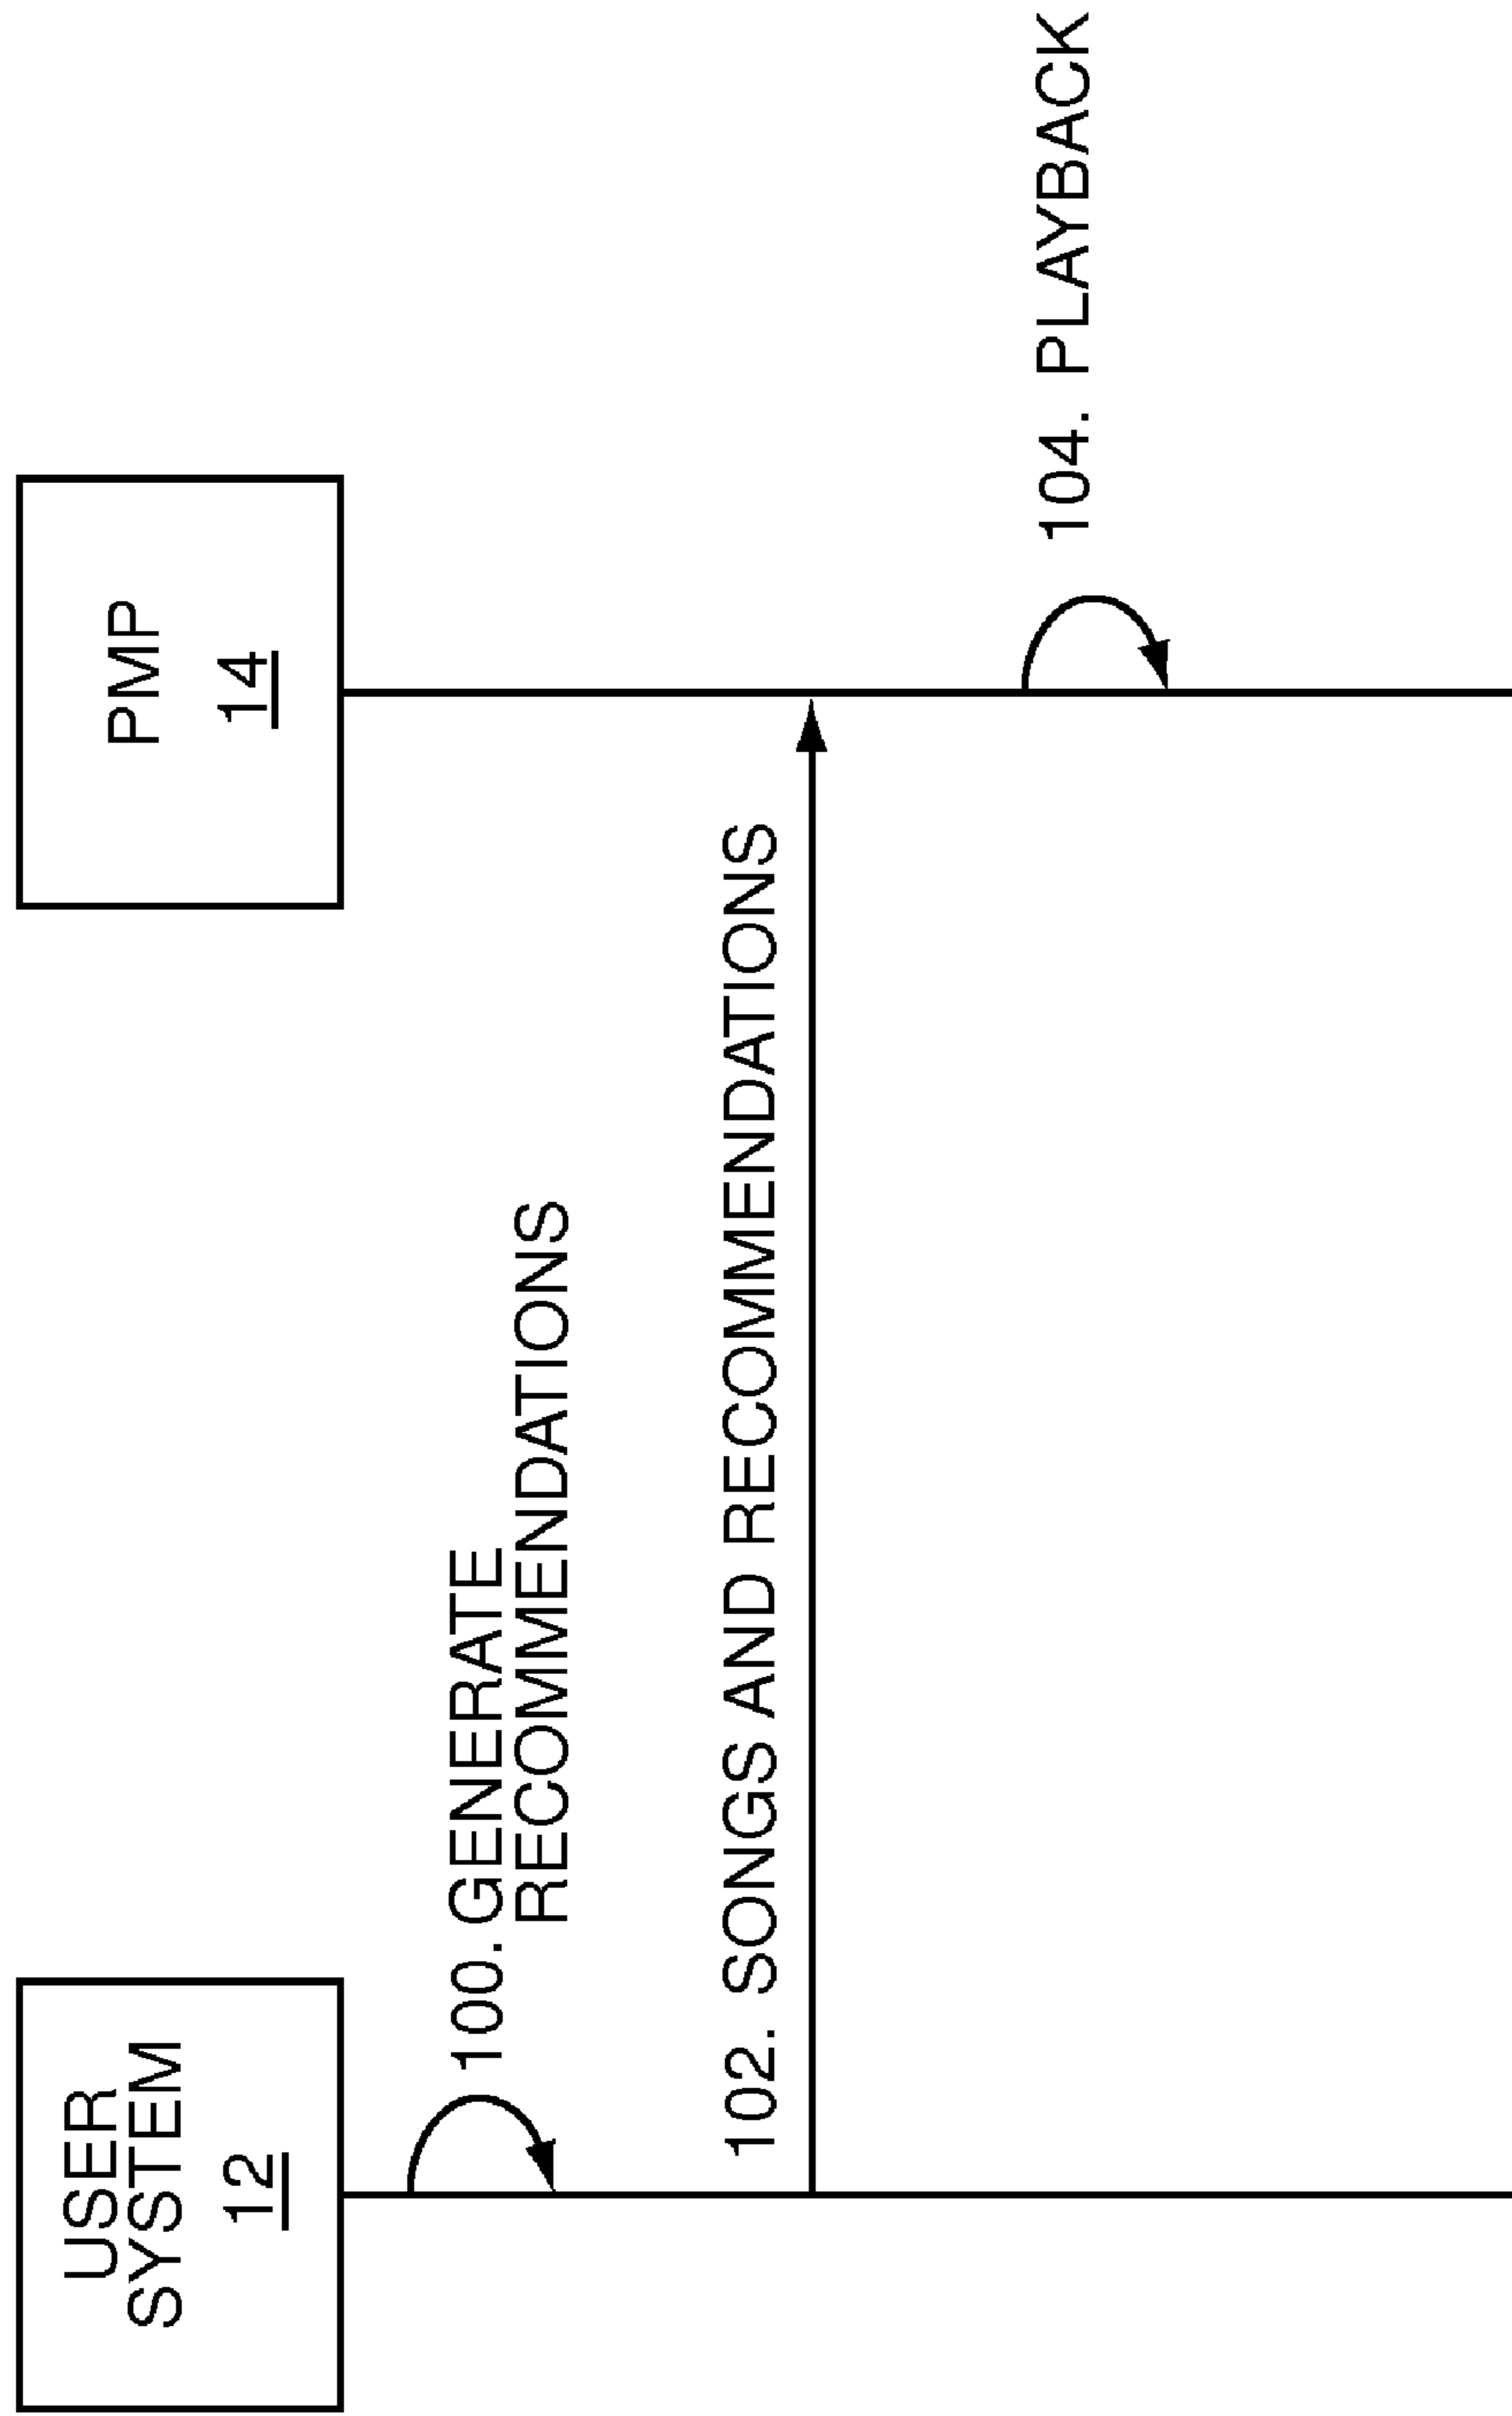 USER
SYSTEM
12
PMP
14
100. GENERATE
RECOMMENDATIONS
102. SONGS AND RECOMMENDATIONS
104. PLAYBACK